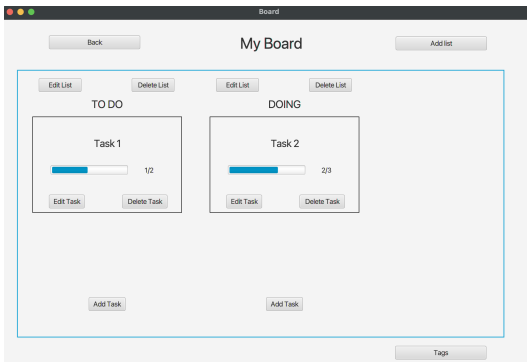 Board
Back
My Board
Add list
Edit List
Delete List
Edit List
Delete List
TO DO
DOING
Task 1
Task 2
1/2
2/3
Edit Task
Delete Task
Edit Task
Delete Task
Add Task
Add Task
Tags